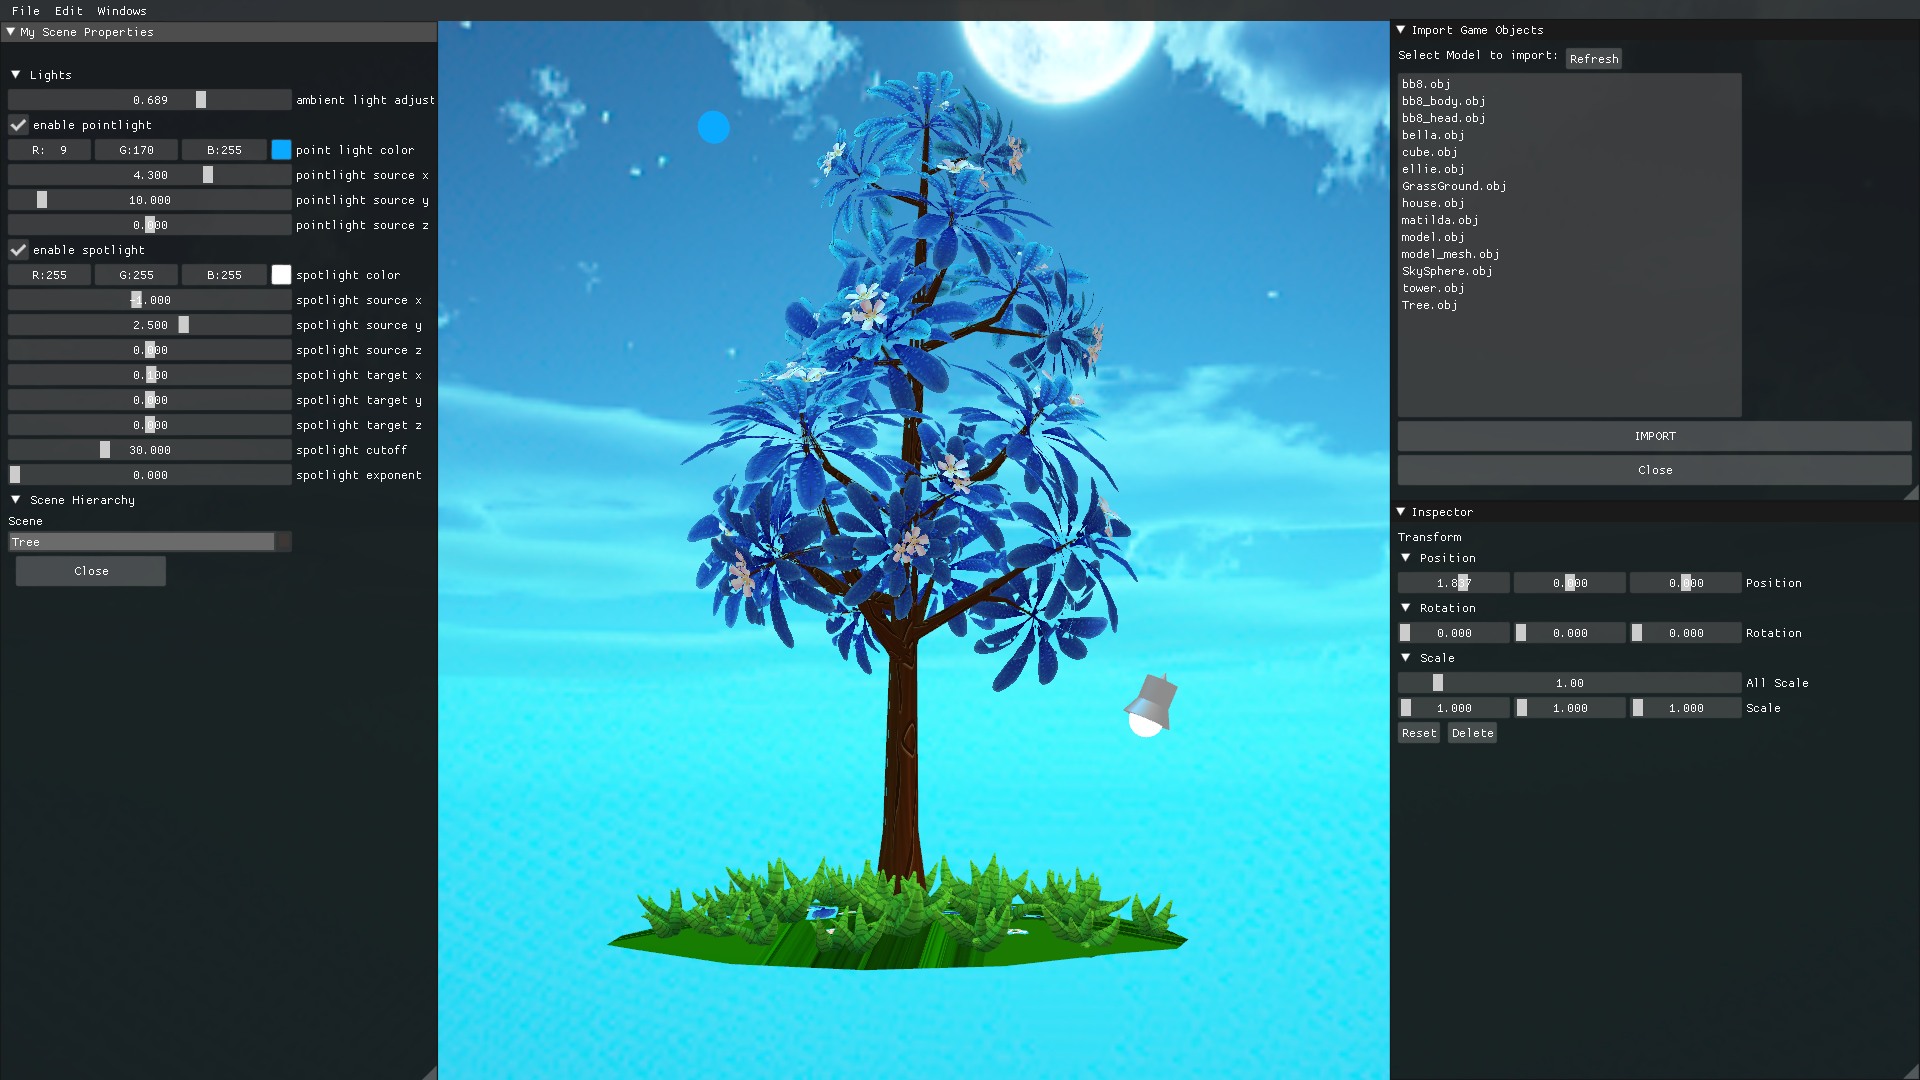 File Edit Windows
My Scene Properties
Lights
0.689 ambient light adjust
enable pointlight
R: 9 G:170 B:255 point light color
4.300 pointlight source x
10.000 pointlight source y
0.000 pointlight source z
enable spotlight
R:255 G:255 B:255 spotlight color
-1.000 spotlight source x
2.500 spotlight source y
0.000 spotlight source z
0.100 spotlight target x
0.000 spotlight target y
0.000 spotlight target z
30.000 spotlight cutoff
0.000 spotlight exponent
Scene Hierarchy
Scene
Tree
Close
Import Game Objects
Select Model to import: Refresh
bb8.obj
bb8_body.obj
bb8_head.obj
bella.obj
cube.obj
ellie.obj
GrassGround.obj
house.obj
matilda.obj
model.obj
model_mesh.obj
SkySphere.obj
tower.obj
Tree.obj
IMPORT
Close
Inspector
Transform
Position
1.837 0.000 0.000 Position
Rotation
0.000 0.000 0.000 Rotation
Scale
1.00 All Scale
1.000 1.000 1.000 Scale
Reset Delete